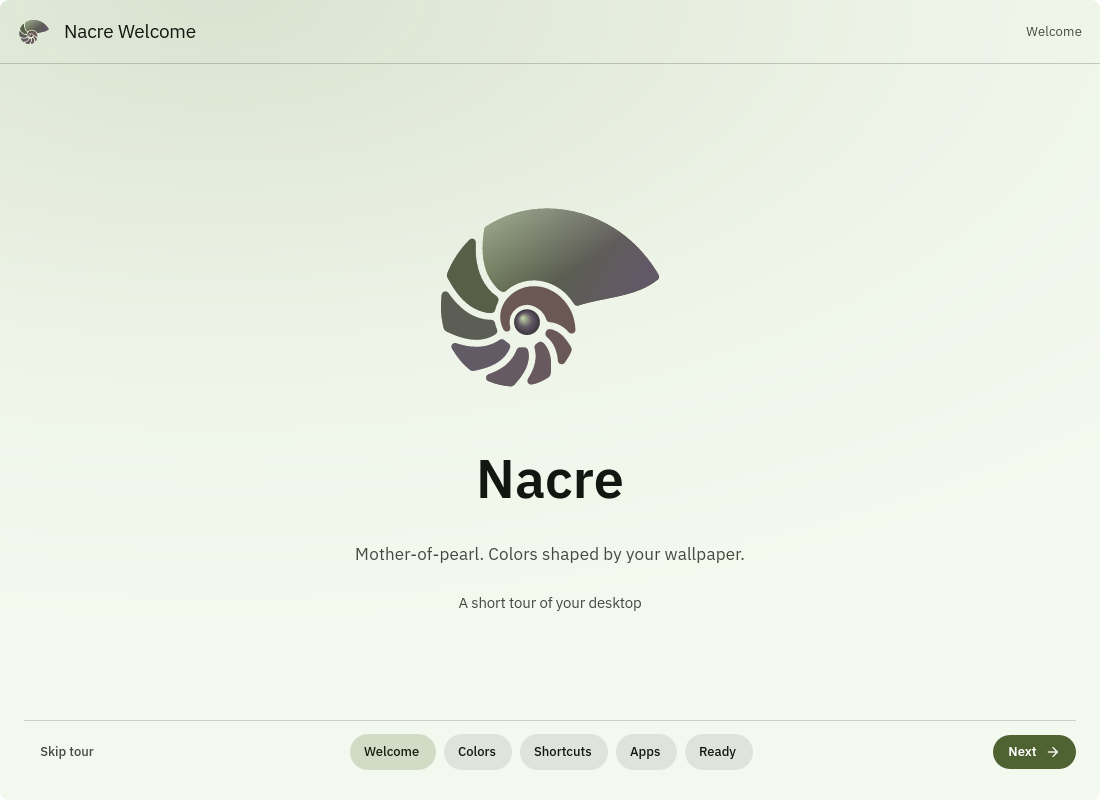 Nacre Welcome
Welcome
Nacre
Mother-of-pearl. Colors shaped by your wallpaper.
A short tour of your desktop
Skip tour
Welcome
Colors
Shortcuts
Apps
Ready
Next